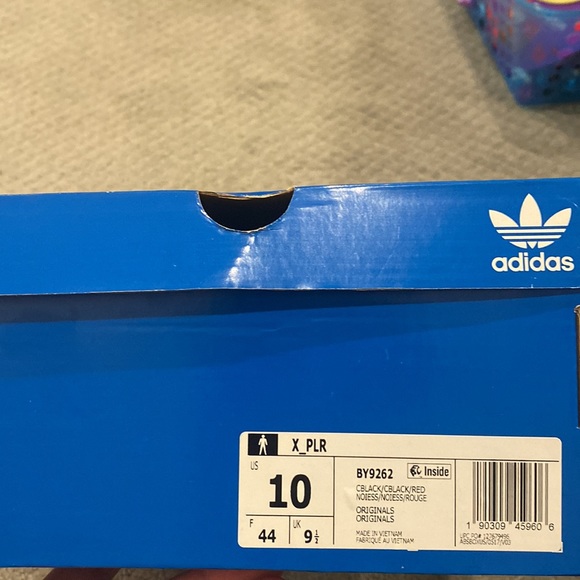 adidas
X_PLR
US
10
F
44
UK
9½
BY9262
Inside
CBLACK/CBLACK/RED
NOIESS/NOIESS/ROUGE
ORIGINALS
ORIGINALS
MADE IN VIETNAM
FABRIQUÉ AU VIETNAM
1 90309 45960 6